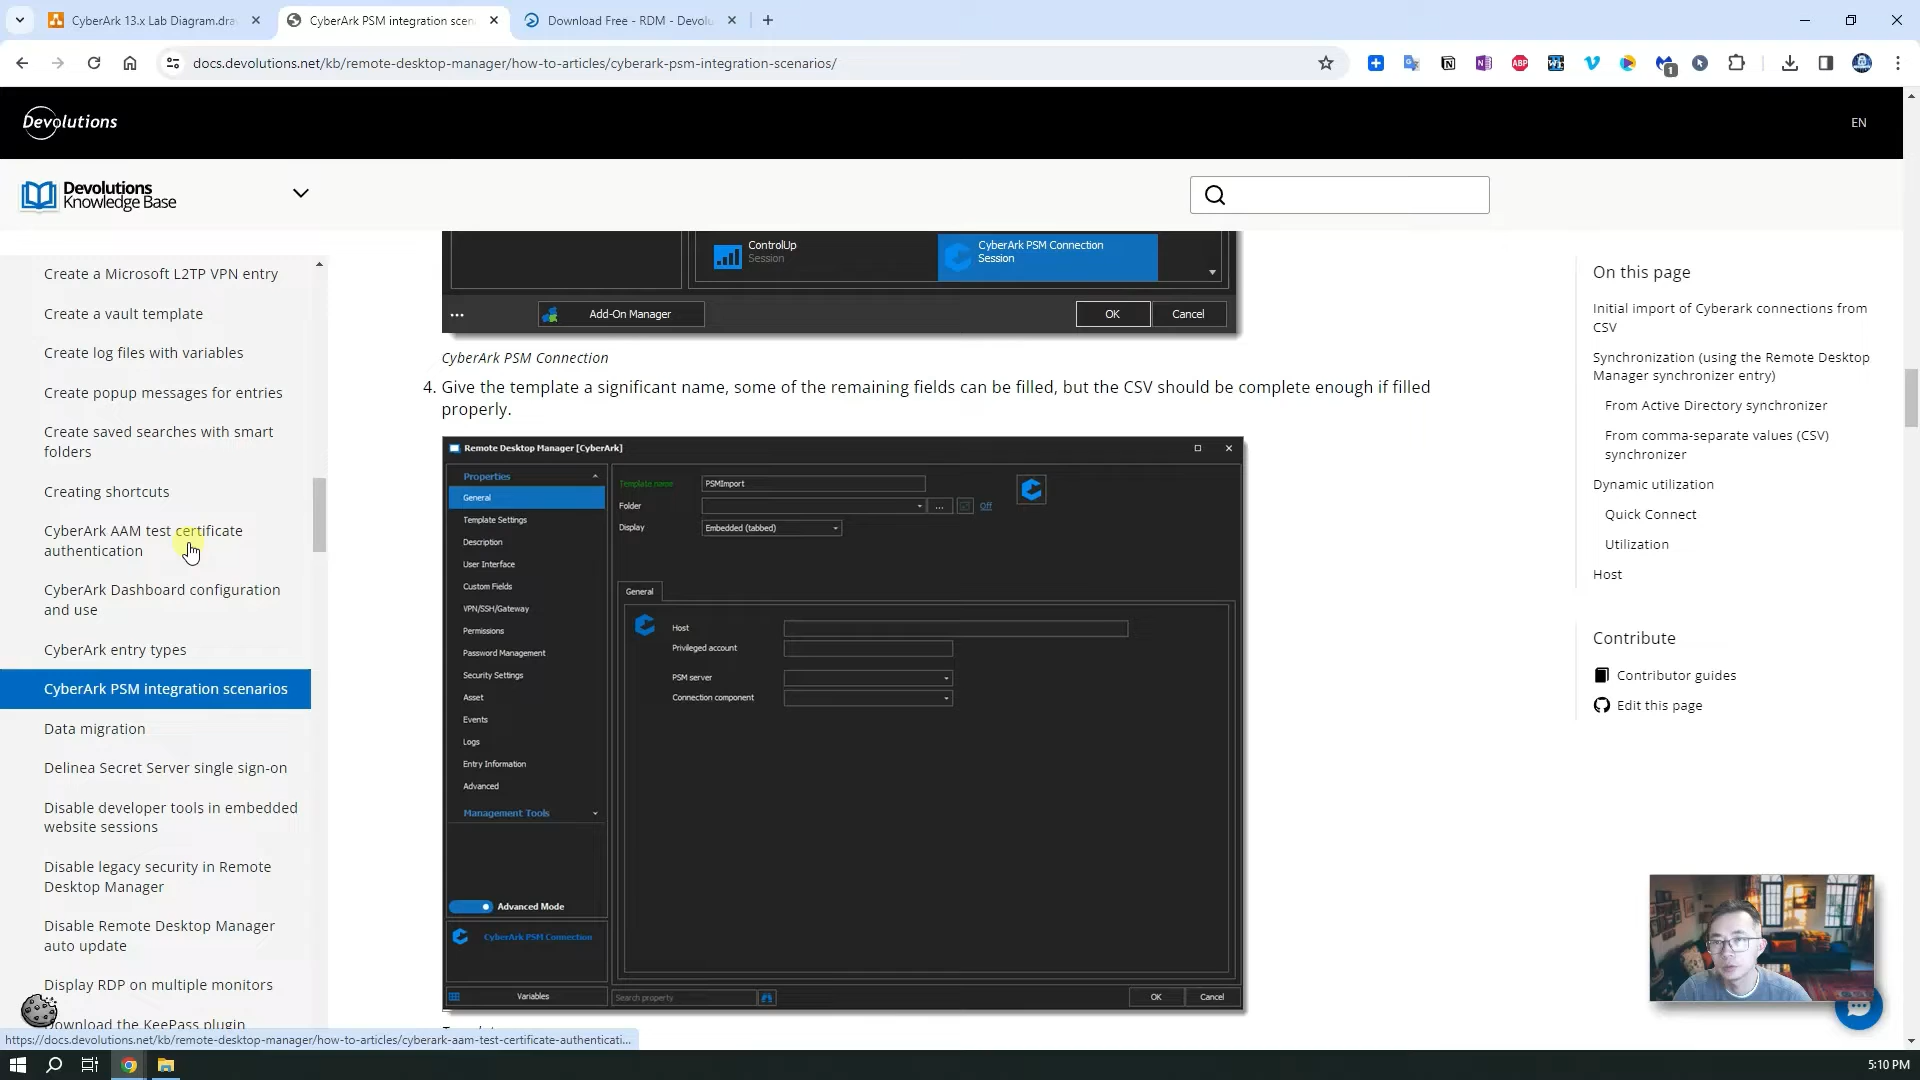 CyberArk 13.x Lab Diagram.dra
CyberArk PSM integration scen
Download Free - RDM - Devolu
docs.devolutions.net/kb/remote-desktop-manager/how-to-articles/cyberark-psm-integration-scenarios/
ABP
1
Devolutions
EN
Devolutions
Knowledge Base
Create a Microsoft L2TP VPN entry
Create a vault template
Create log files with variables
Create popup messages for entries
Create saved searches with smart
folders
Creating shortcuts
CyberArk AAM test certificate
authentication
CyberArk Dashboard configuration
and use
CyberArk entry types
CyberArk PSM integration scenarios
Data migration
Delinea Secret Server single sign-on
Disable developer tools in embedded
website sessions
Disable legacy security in Remote
Desktop Manager
Disable Remote Desktop Manager
auto update
Display RDP on multiple monitors
Download the KeePass plugin
ControlUp
Session
CyberArk PSM Connection
Session
Add-On Manager
OK
Cancel
CyberArk PSM Connection
4. Give the template a significant name, some of the remaining fields can be filled, but the CSV should be complete enough if filled
properly.
Remote Desktop Manager [CyberArk]
Properties
General
Template Settings
Description
User Interface
Custom Fields
VPN/SSH/Gateway
Permissions
Password Management
Security Settings
Asset
Events
Logs
Entry Information
Advanced
Management Tools
Advanced Mode
CyberArk PSM Connection
Variables
Template name
PSMImport
Folder
...
Off
Display
Embedded (tabbed)
General
Host
Privileged account
PSM server
Connection component
Search property
OK
Cancel
On this page
Initial import of Cyberark connections from
CSV
Synchronization (using the Remote Desktop
Manager synchronizer entry)
From Active Directory synchronizer
From comma-separate values (CSV)
synchronizer
Dynamic utilization
Quick Connect
Utilization
Host
Contribute
Contributor guides
Edit this page
https://docs.devolutions.net/kb/remote-desktop-manager/how-to-articles/cyberark-aam-test-certificate-authenticati...
5:10 PM